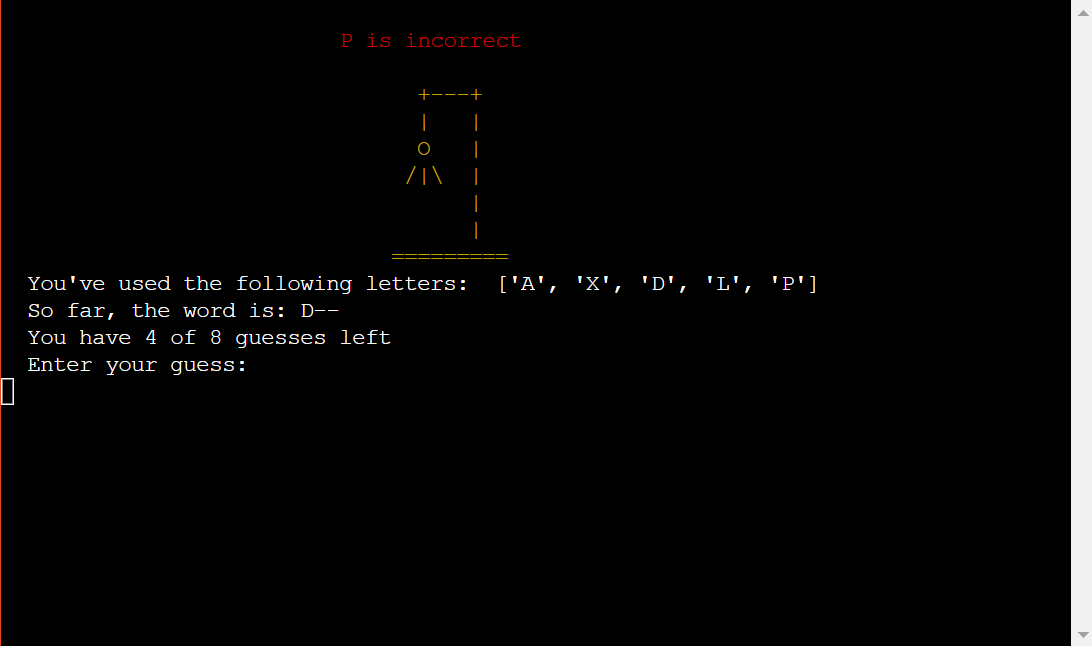 P is incorrect
+---+
|   |
O   |
/|\  |
|
|
=========
You've used the following letters:  ['A', 'X', 'D', 'L', 'P']
So far, the word is: D--
You have 4 of 8 guesses left
Enter your guess: